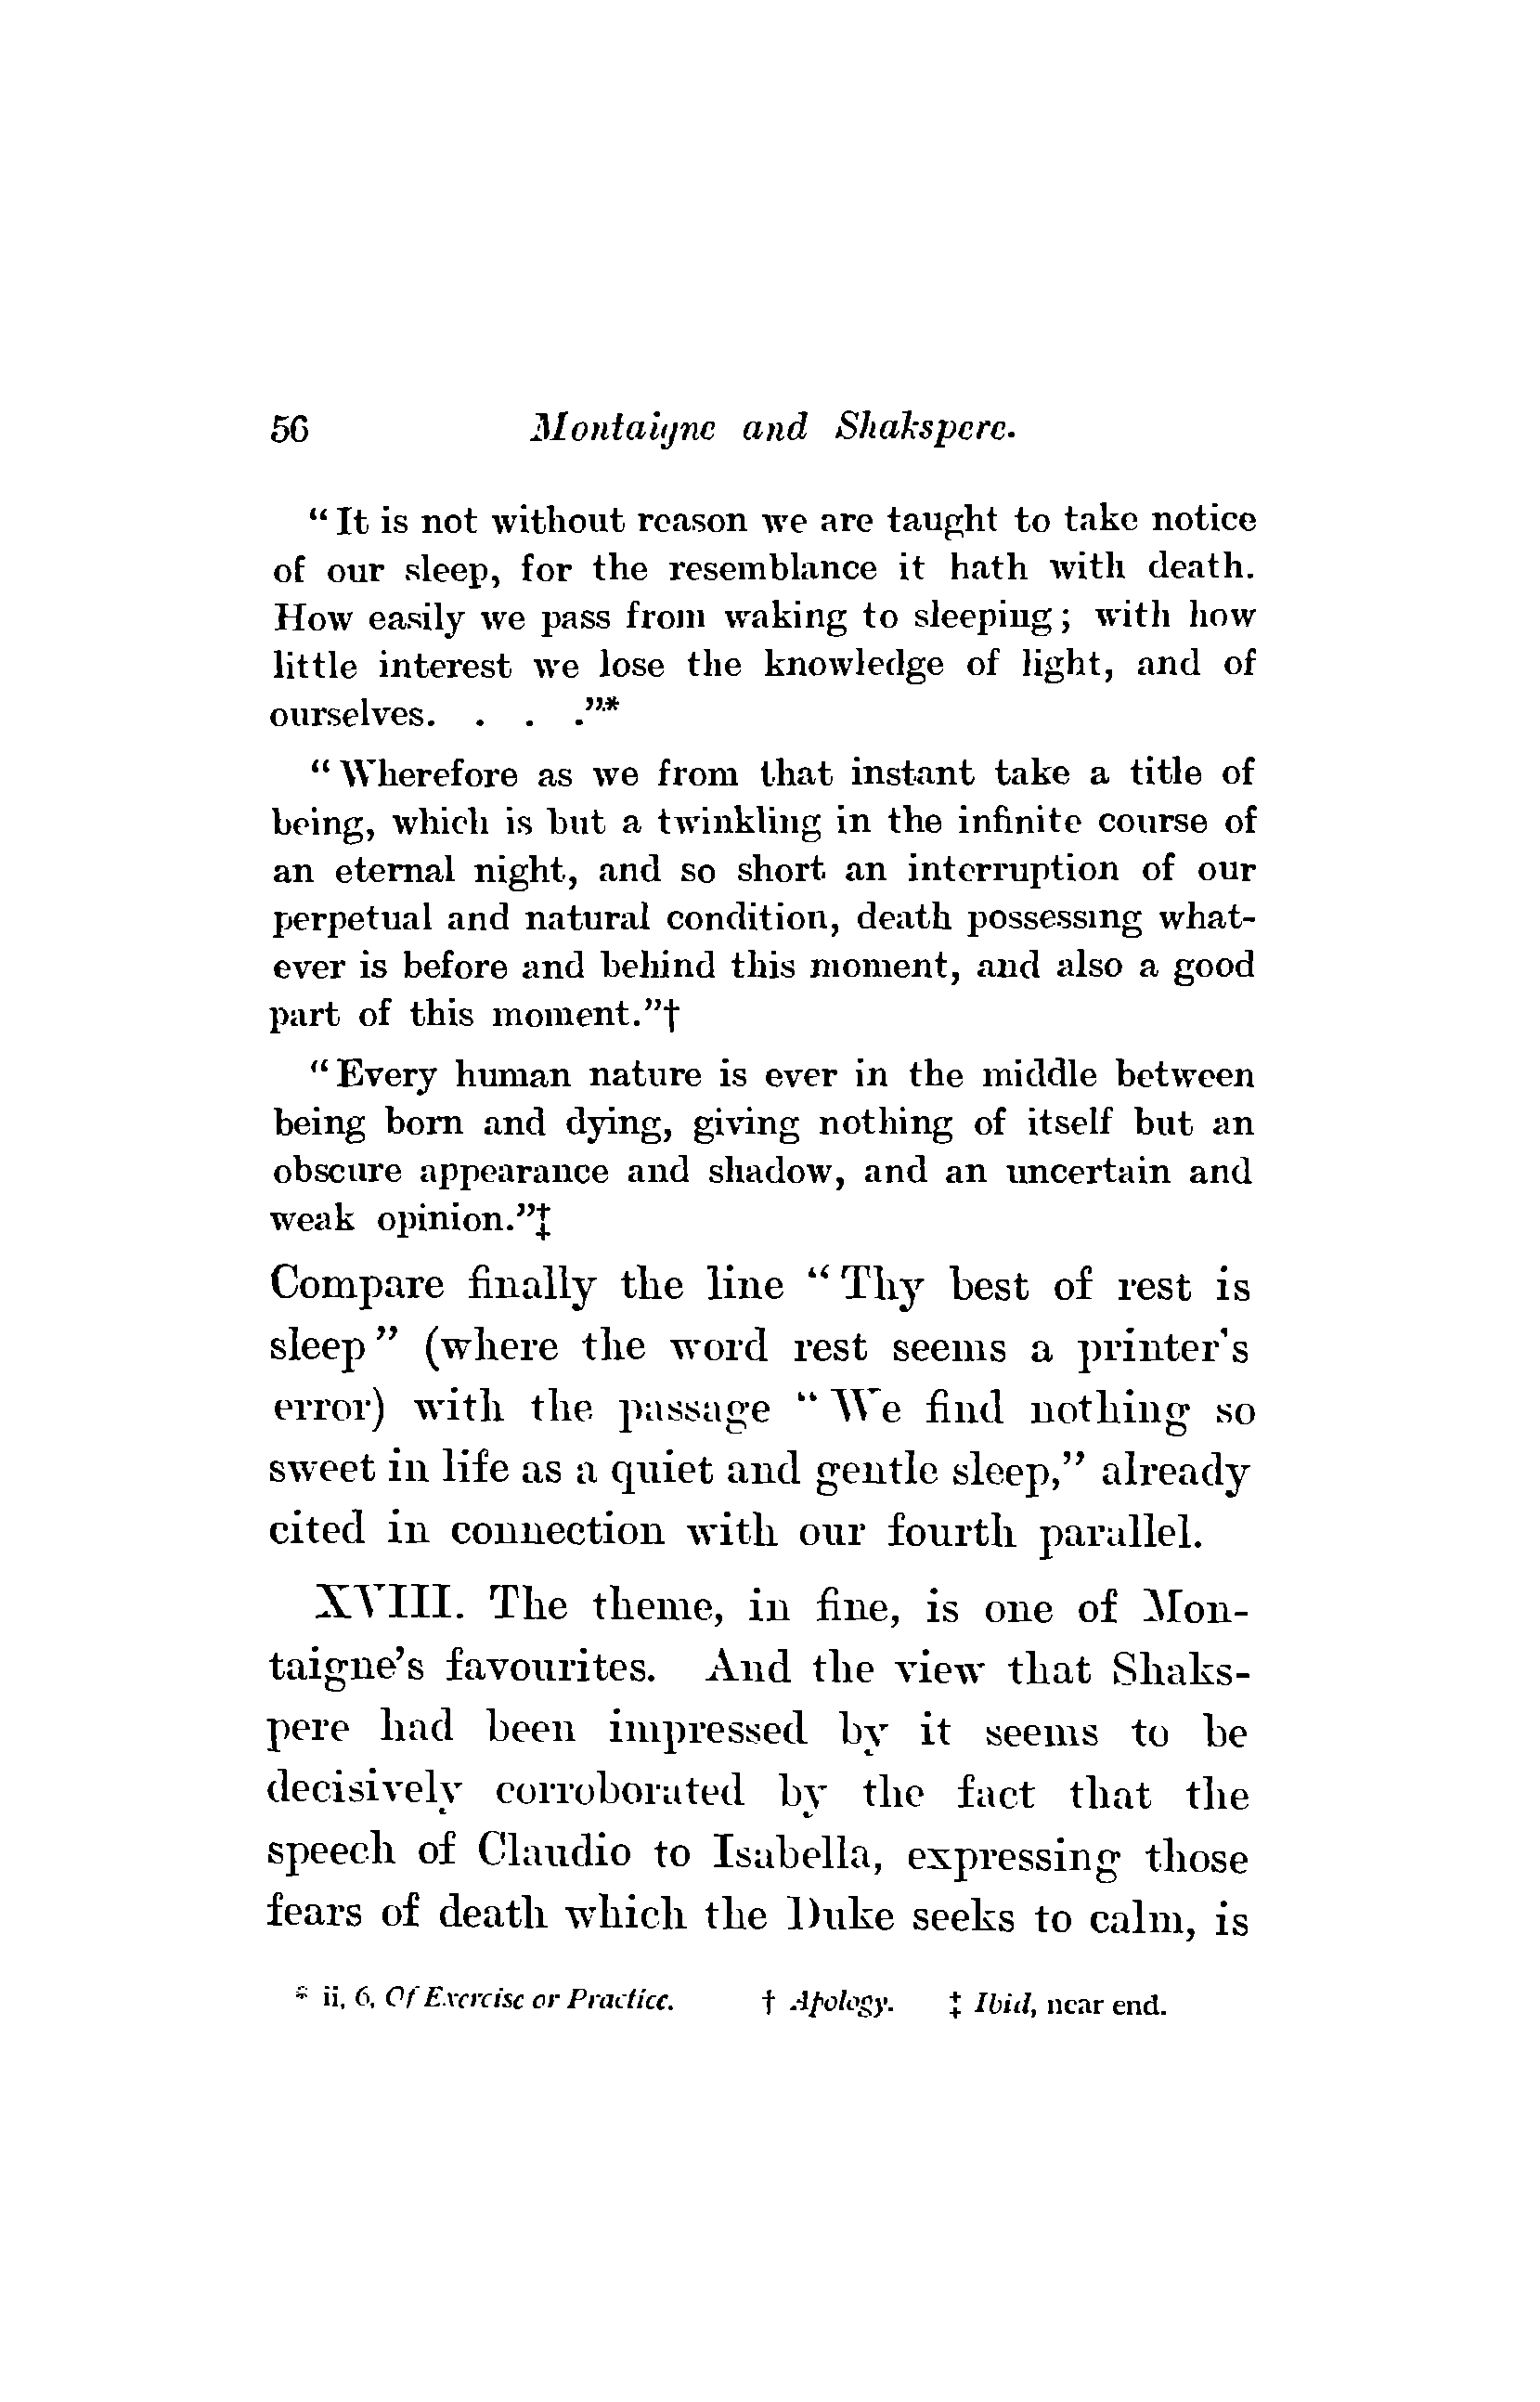 56 Montaigne and Shakspere.
“It is not without reason we are taught to take notice
of our sleep, for the resemblance it hath with death.
How easily we pass from waking to sleeping; with how
little interest we lose the knowledge of light, and of
ourselves. . . .”*
“Wherefore as we from that instant take a title of
being, which is but a twinkling in the infinite course of
an eternal night, and so short an interruption of our
perpetual and natural condition, death possessing what-
ever is before and behind this moment, and also a good
part of this moment.”†
“Every human nature is ever in the middle between
being born and dying, giving nothing of itself but an
obscure appearance and shadow, and an uncertain and
weak opinion.”‡
Compare finally the line “Thy best of rest is
sleep” (where the word rest seems a printer's
error) with the passage “We find nothing so
sweet in life as a quiet and gentle sleep,” already
cited in connection with our fourth parallel.
XVIII. The theme, in fine, is one of Mon-
taigne’s favourites. And the view that Shaks-
pere had been impressed by it seems to be
decisively corroborated by the fact that the
speech of Claudio to Isabella, expressing those
fears of death which the Duke seeks to calm, is
* ii, 6, Of Exercise or Practice. † Apology. ‡ Ibid, near end.